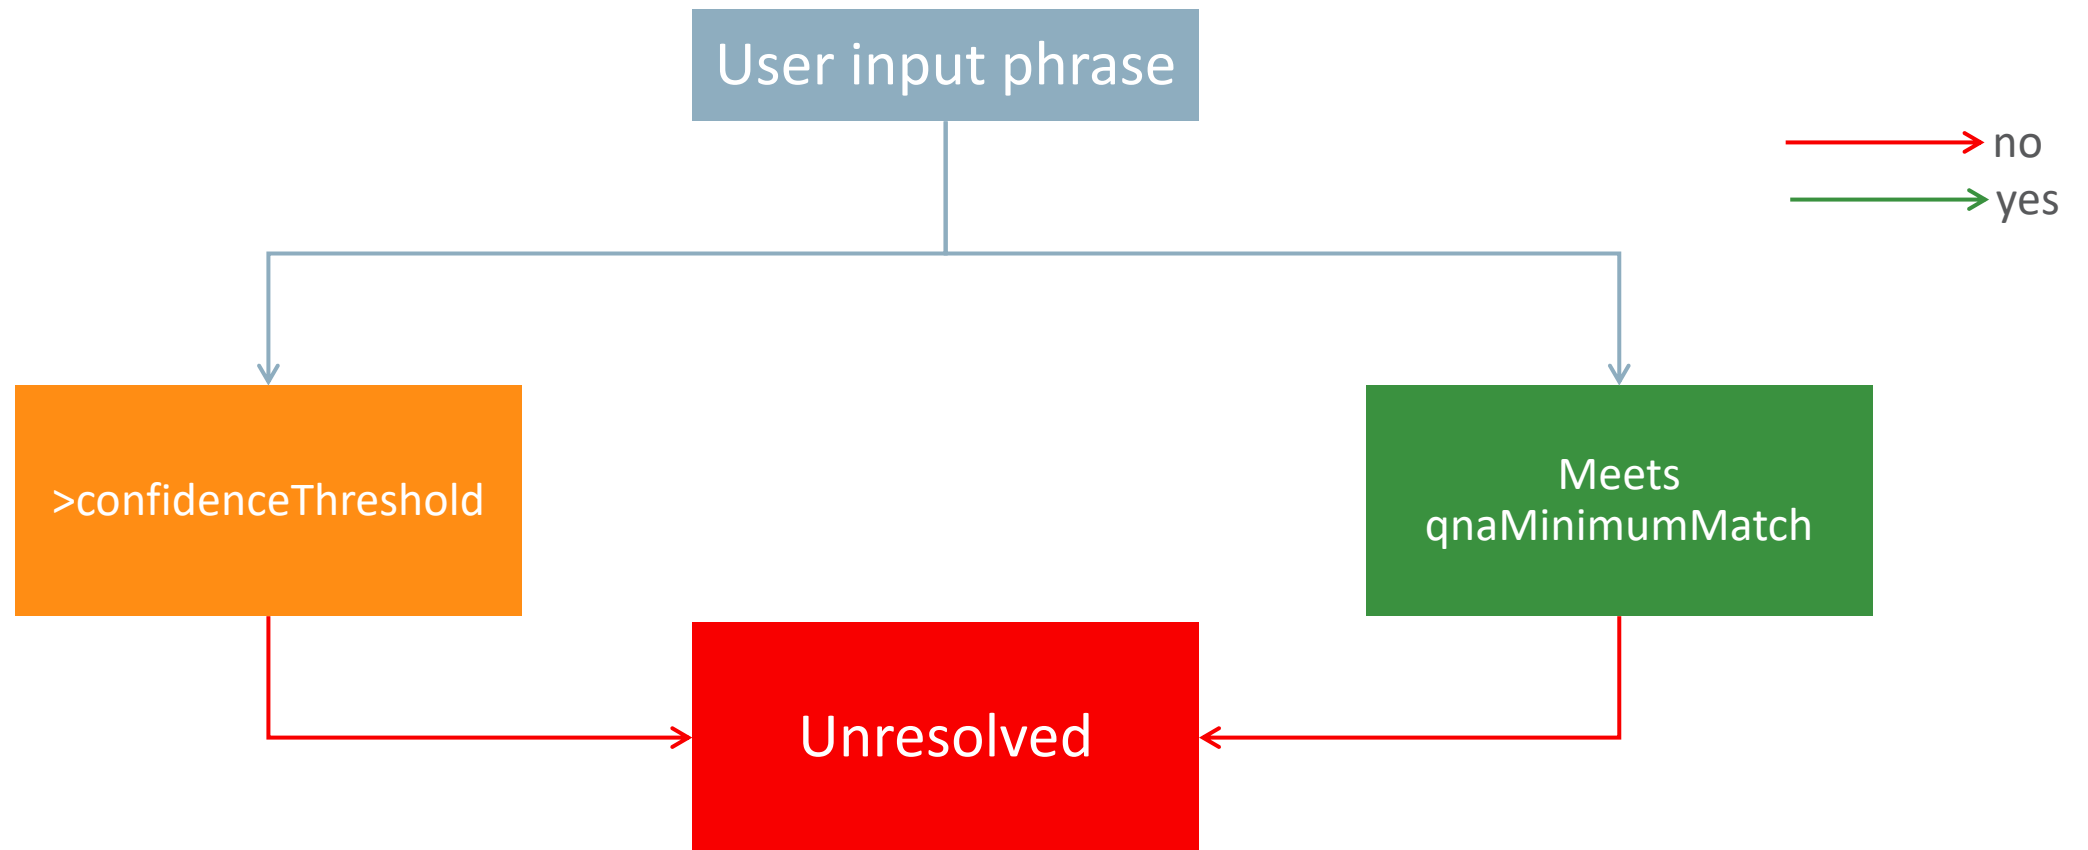 User input phrase
no
yes
>confidenceThreshold
Meets
qnaMinimumMatch
Unresolved